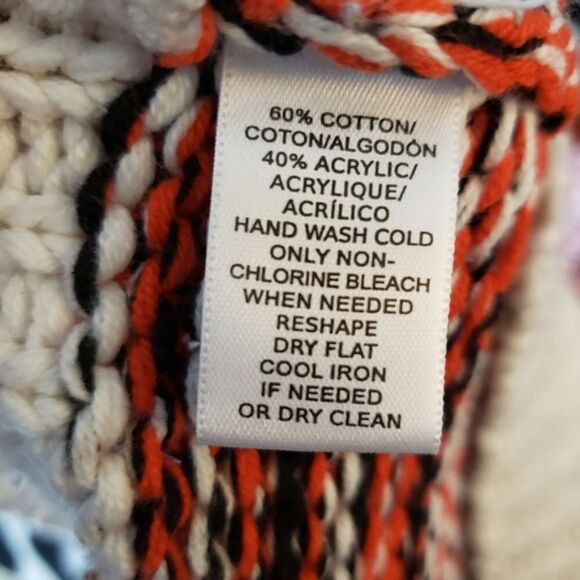 60% COTTON/
COTON/ALGODÓN
40% ACRYLIC/
ACRYLIQUE/
ACRÍLICO
HAND WASH COLD
ONLY NON-
CHLORINE BLEACH
WHEN NEEDED
RESHAPE
DRY FLAT
COOL IRON
IF NEEDED
OR DRY CLEAN